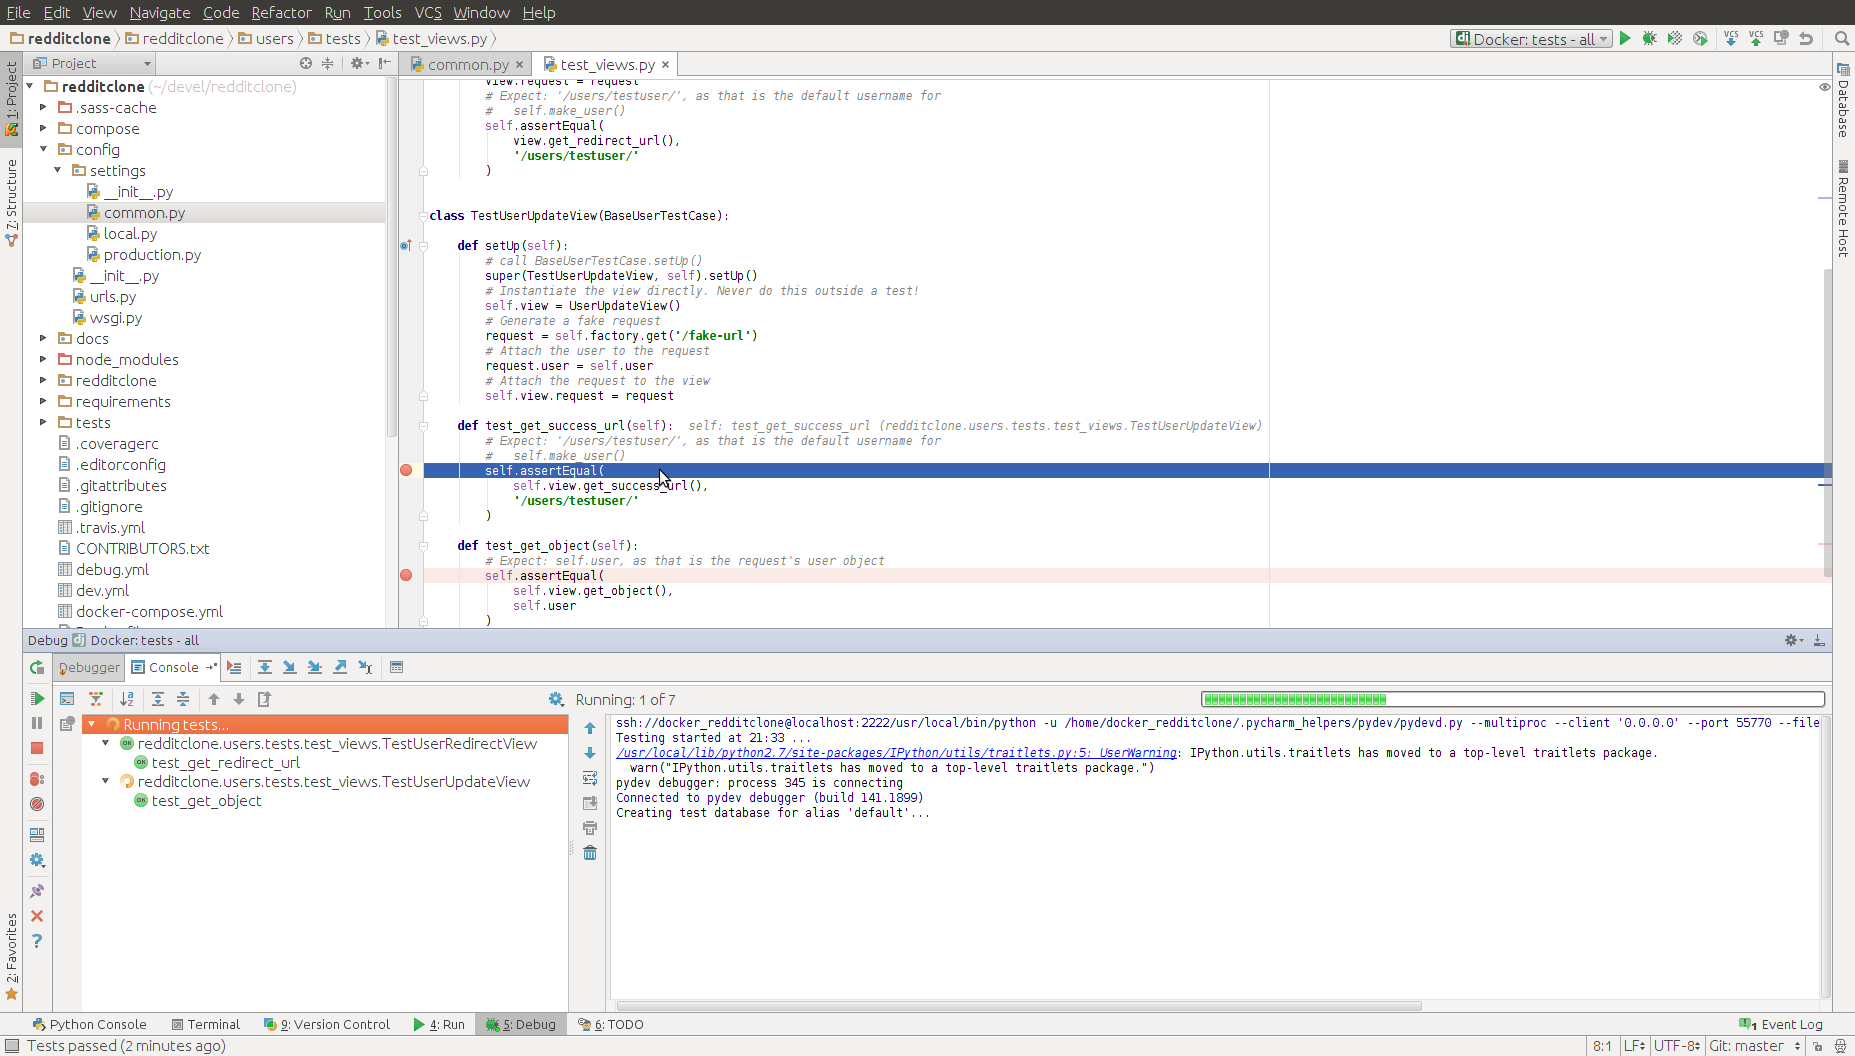 File Edit View Navigate Code Refactor Run Tools VCS Window Help
redditclone redditclone users tests test_views.py
Docker: tests - all
VCS VCS
1: Project
7: Structure
2: Favorites
Project
redditclone (~/devel/redditclone)
.sass-cache
compose
config
settings
__init__.py
common.py
local.py
production.py
__init__.py
urls.py
wsgi.py
docs
node_modules
redditclone
requirements
tests
.coveragerc
.editorconfig
.gitattributes
.gitignore
.travis.yml
CONTRIBUTORS.txt
debug.yml
dev.yml
docker-compose.yml
common.py test_views.py
view.request = request
# Expect: '/users/testuser/', as that is the default username for
#   self.make_user()
self.assertEqual(
view.get_redirect_url(),
'/users/testuser/'
)
class TestUserUpdateView(BaseUserTestCase):
def setUp(self):
# call BaseUserTestCase.setUp()
super(TestUserUpdateView, self).setUp()
# Instantiate the view directly. Never do this outside a test!
self.view = UserUpdateView()
# Generate a fake request
request = self.factory.get('/fake-url')
# Attach the user to the request
request.user = self.user
# Attach the request to the view
self.view.request = request
def test_get_success_url(self):  self: test_get_success_url (redditclone.users.tests.test_views.TestUserUpdateView)
# Expect: '/users/testuser/', as that is the default username for
#   self.make_user()
self.assertEqual(
self.view.get_success_url(),
'/users/testuser/'
)
def test_get_object(self):
# Expect: self.user, as that is the request's user object
self.assertEqual(
self.view.get_object(),
self.user
)
Database
Remote Host
Debug Docker: tests - all
Debugger Console
Running: 1 of 7
Running tests...
redditclone.users.tests.test_views.TestUserRedirectView
test_get_redirect_url
redditclone.users.tests.test_views.TestUserUpdateView
test_get_object
ssh://docker_redditclone@localhost:2222/usr/local/bin/python -u /home/docker_redditclone/.pycharm_helpers/pydev/pydevd.py --multiproc --client '0.0.0.0' --port 55770 --file
Testing started at 21:33 ...
/usr/local/lib/python2.7/site-packages/IPython/utils/traitlets.py:5: UserWarning: IPython.utils.traitlets has moved to a top-level traitlets package.
warn("IPython.utils.traitlets has moved to a top-level traitlets package.")
pydev debugger: process 345 is connecting
Connected to pydev debugger (build 141.1899)
Creating test database for alias 'default'...
Python Console Terminal 9: Version Control 4: Run 5: Debug 6: TODO 1 Event Log
Tests passed (2 minutes ago) 8:1 LF UTF-8 Git: master